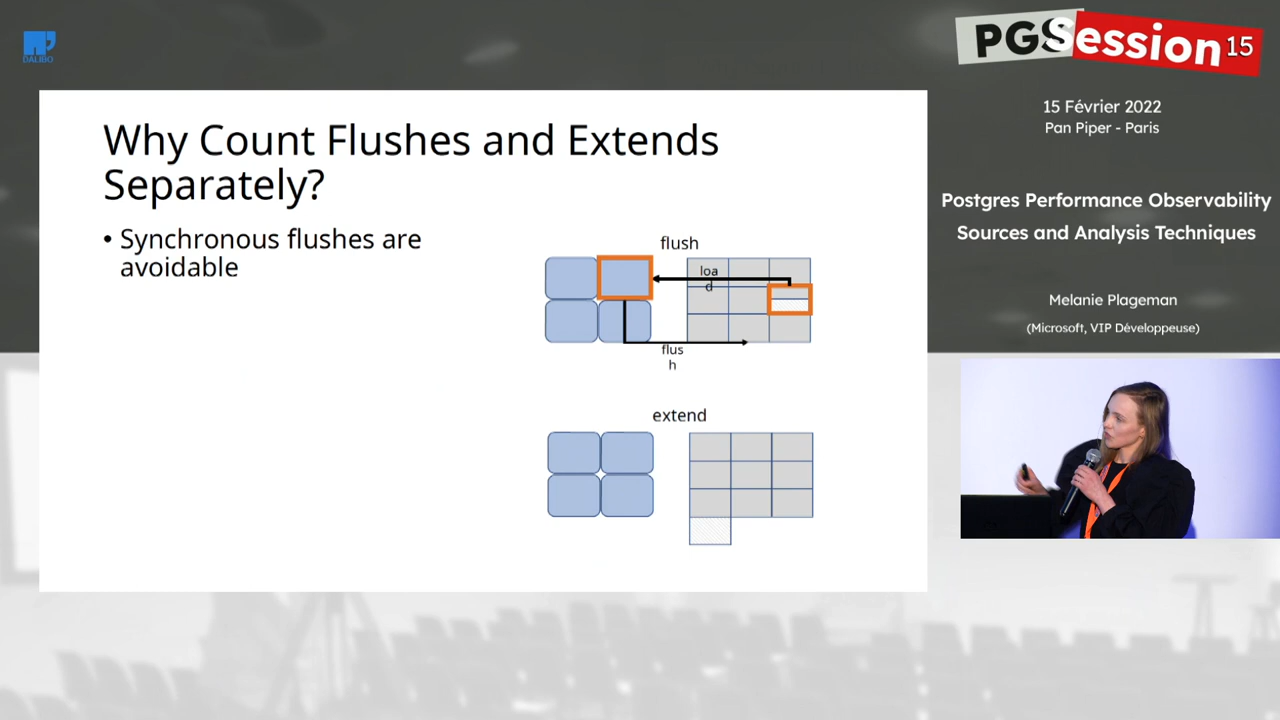 DALIBO
PGSession 15
15 Février 2022
Pan Piper - Paris
Postgres Performance Observability
Sources and Analysis Techniques
Melanie Plageman
(Microsoft, VIP Développeuse)
Why Count Flushes and Extends
Separately?
• Synchronous flushes are
avoidable
flush
loa
d
flus
h
extend